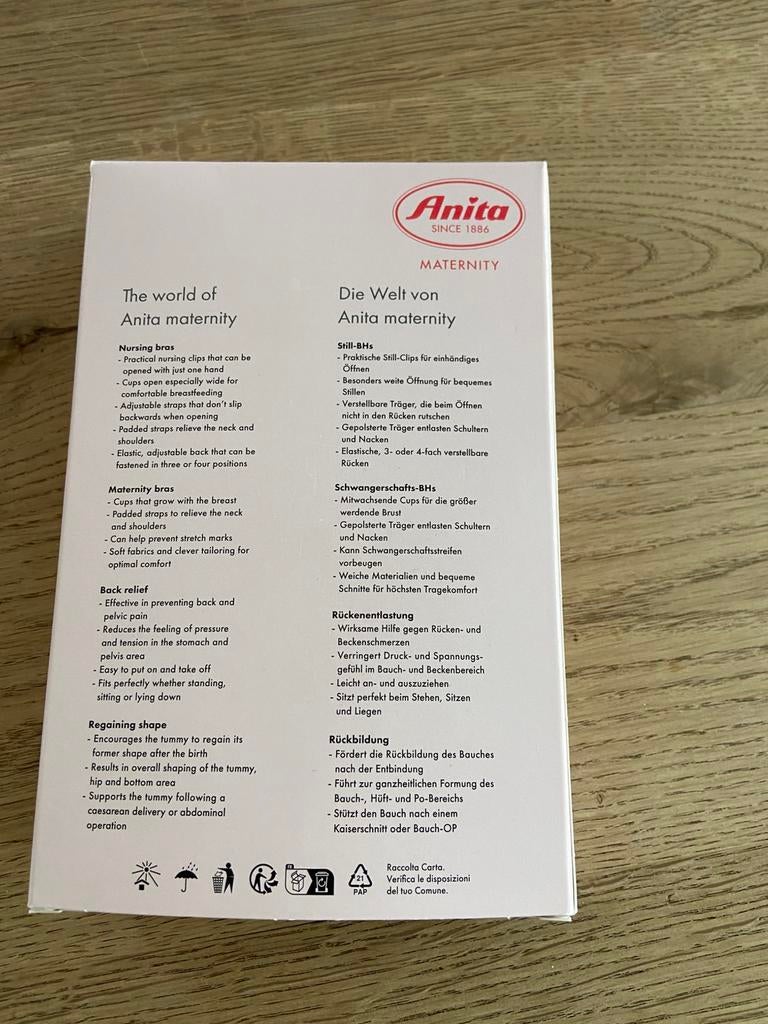 Anita
SINCE 1886
MATERNITY
The world of
Anita maternity
Nursing bras
- Practical nursing clips that can be
opened with just one hand
- Cups open especially wide for
comfortable breastfeeding
- Adjustable straps that don't slip
backwards when opening
- Padded straps relieve the neck and
shoulders
- Elastic, adjustable back that can be
fastened in three or four positions
Maternity bras
- Cups that grow with the breast
- Padded straps to relieve the neck
and shoulders
- Can help prevent stretch marks
- Soft fabrics and clever tailoring for
optimal comfort
Back relief
- Effective in preventing back and
pelvic pain
- Reduces the feeling of pressure
and tension in the stomach and
pelvis area
- Easy to put on and take off
- Fits perfectly whether standing,
sitting or lying down
Regaining shape
- Encourages the tummy to regain its
former shape after the birth
- Results in overall shaping of the tummy,
hip and bottom area
- Supports the tummy following a
caesarean delivery or abdominal
operation
Die Welt von
Anita maternity
Still-BHs
- Praktische Still-Clips für einhändiges
Öffnen
- Besonders weite Öffnung für bequemes
Stillen
- Verstellbare Träger, die beim Öffnen
nicht in den Rücken rutschen
- Gepolsterte Träger entlasten Schultern
und Nacken
- Elastische, 3- oder 4-fach verstellbare
Rücken
Schwangerschafts-BHs
- Mitwachsende Cups für die größer
werdende Brust
- Gepolsterte Träger entlasten Schultern
und Nacken
- Kann Schwangerschaftsstreifen
vorbeugen
- Weiche Materialien und bequeme
Schnitte für höchsten Tragekomfort
Rückenentlastung
- Wirksame Hilfe gegen Rücken- und
Beckenschmerzen
- Verringert Druck- und Spannungs-
gefühl im Bauch- und Beckenbereich
- Leicht an- und auszuziehen
- Sitzt perfekt beim Stehen, Sitzen
und Liegen
Rückbildung
- Fördert die Rückbildung des Bauches
nach der Entbindung
- Führt zur ganzheitlichen Formung des
Bauch-, Hüft- und Po-Bereichs
- Stützt den Bauch nach einem
Kaiserschnitt oder Bauch-OP
21
PAP
Raccolta Carta.
Verifica le disposizioni
del tuo Comune.